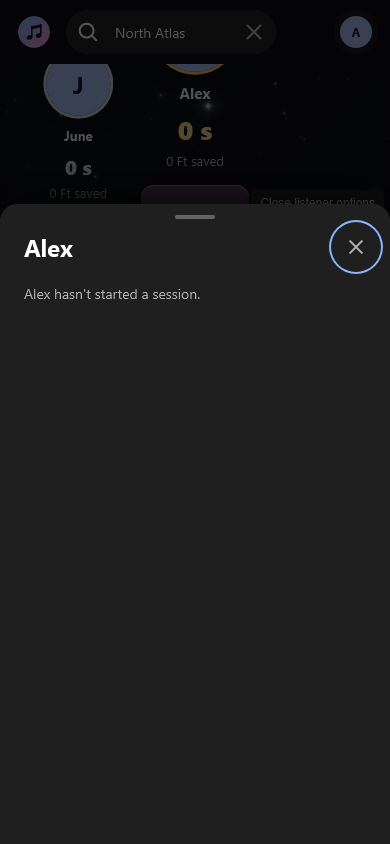 North Atlas
A
J
June
0 s
0 Ft saved
Alex
0 s
0 Ft saved
Close listener options
Alex
Alex hasn't started a session.